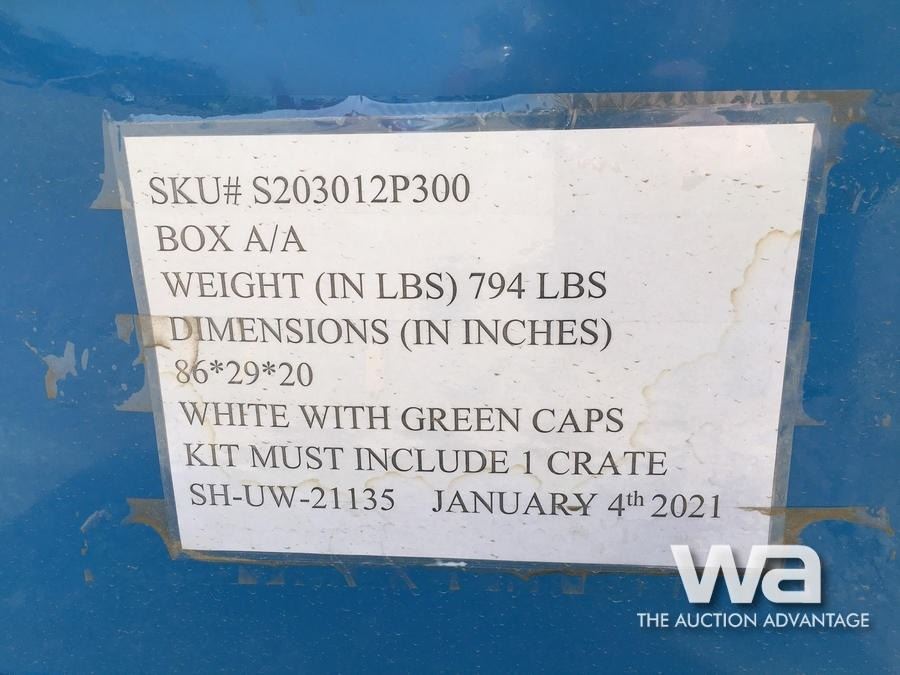 SKU# S203012P300
BOX A/A
WEIGHT (IN LBS) 794 LBS
DIMENSIONS (IN INCHES)
86*29*20
WHITE WITH GREEN CAPS
KIT MUST INCLUDE 1 CRATE
SH-UW-21135 JANUARY 4th 2021
wa
THE AUCTION ADVANTAGE